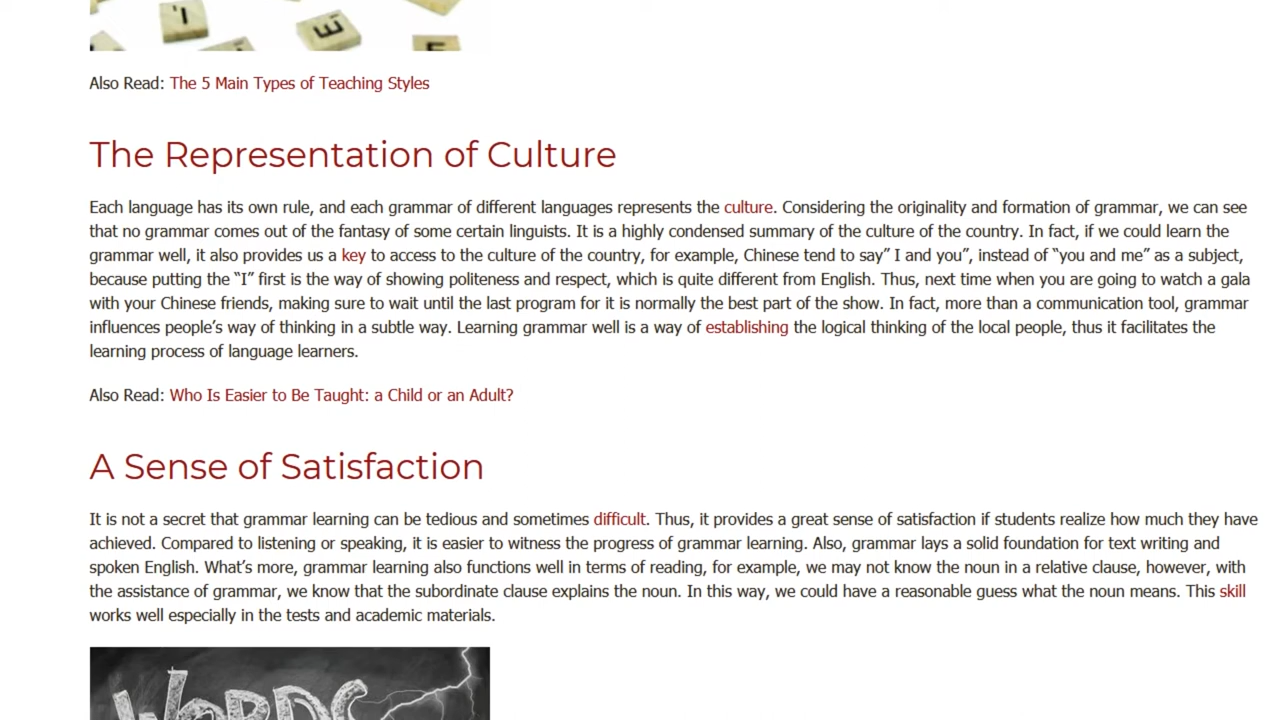 Also Read: The 5 Main Types of Teaching Styles
The Representation of Culture
Each language has its own rule, and each grammar of different languages represents the culture. Considering the originality and formation of grammar, we can see
that no grammar comes out of the fantasy of some certain linguists. It is a highly condensed summary of the culture of the country. In fact, if we could learn the
grammar well, it also provides us a key to access to the culture of the country, for example, Chinese tend to say” I and you”, instead of “you and me” as a subject,
because putting the “I” first is the way of showing politeness and respect, which is quite different from English. Thus, next time when you are going to watch a gala
with your Chinese friends, making sure to wait until the last program for it is normally the best part of the show. In fact, more than a communication tool, grammar
influences people’s way of thinking in a subtle way. Learning grammar well is a way of establishing the logical thinking of the local people, thus it facilitates the
learning process of language learners.
Also Read: Who Is Easier to Be Taught: a Child or an Adult?
A Sense of Satisfaction
It is not a secret that grammar learning can be tedious and sometimes difficult. Thus, it provides a great sense of satisfaction if students realize how much they have
achieved. Compared to listening or speaking, it is easier to witness the progress of grammar learning. Also, grammar lays a solid foundation for text writing and
spoken English. What’s more, grammar learning also functions well in terms of reading, for example, we may not know the noun in a relative clause, however, with
the assistance of grammar, we know that the subordinate clause explains the noun. In this way, we could have a reasonable guess what the noun means. This skill
works well especially in the tests and academic materials.
WORDS